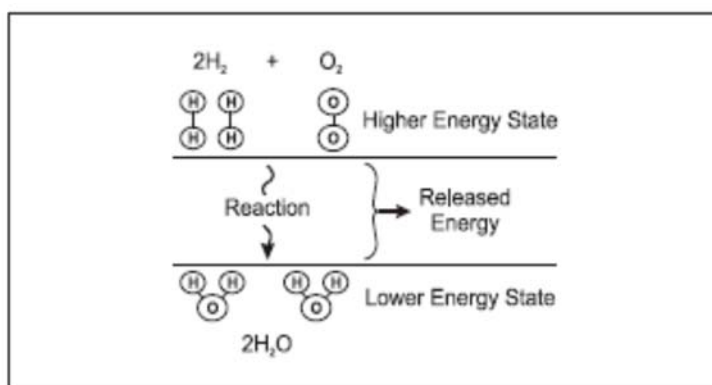 2H₂ + O₂
H H O
H H O
Higher Energy State
Reaction
Released
Energy
H H H H
O O
Lower Energy State
2H₂O